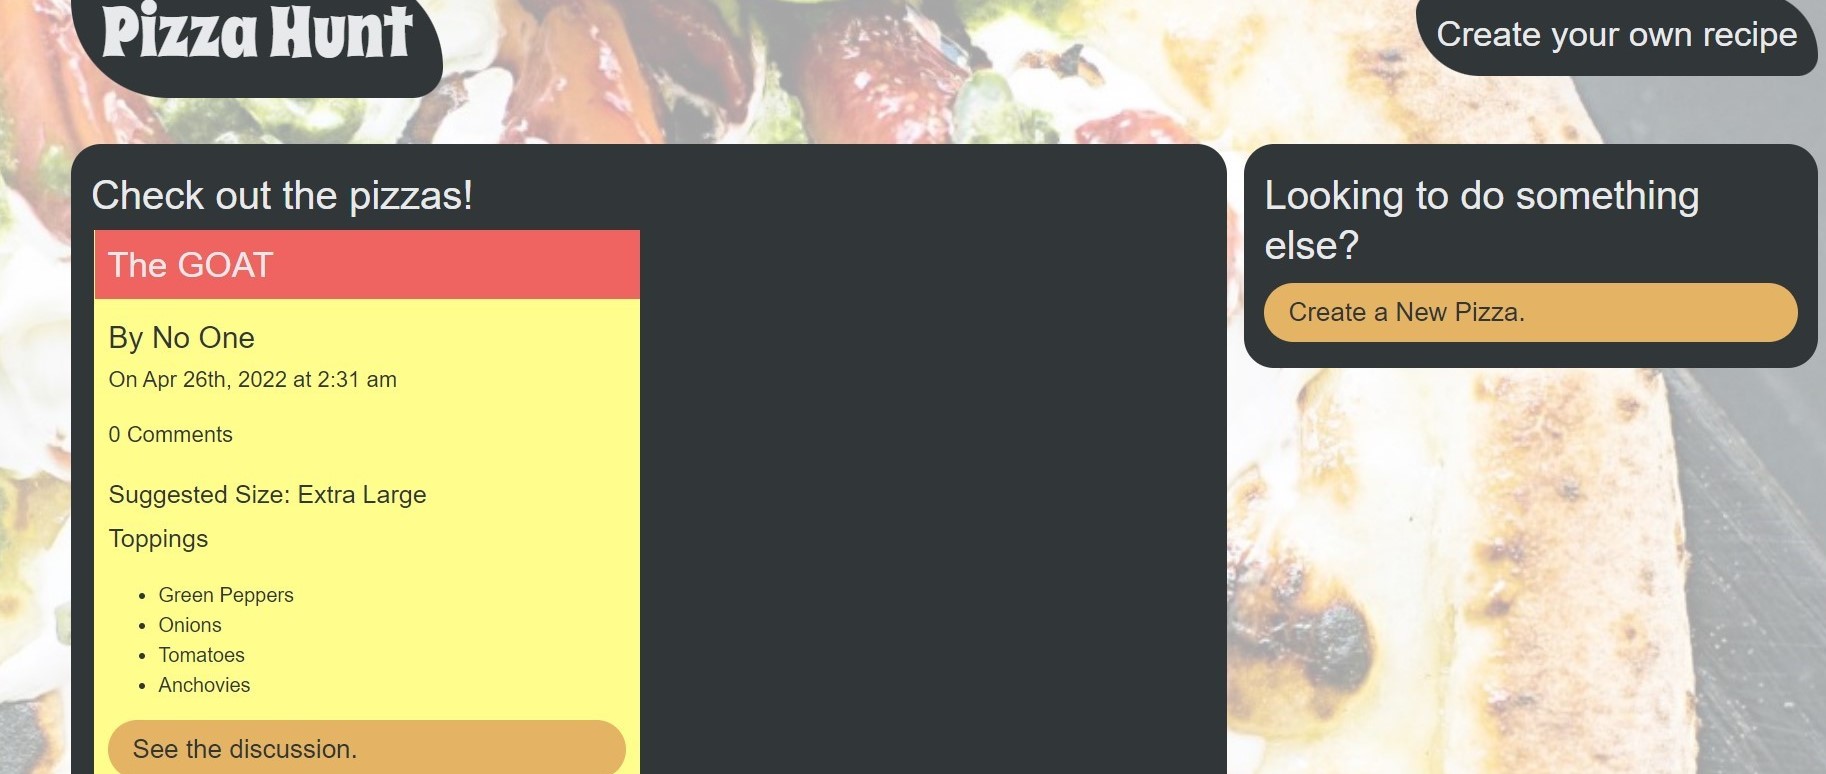 Pizza Hunt
Create your own recipe
Check out the pizzas!
The GOAT
By No One
On Apr 26th, 2022 at 2:31 am
0 Comments
Suggested Size: Extra Large
Toppings
Green Peppers
Onions
Tomatoes
Anchovies
See the discussion.
Looking to do something
else?
Create a New Pizza.